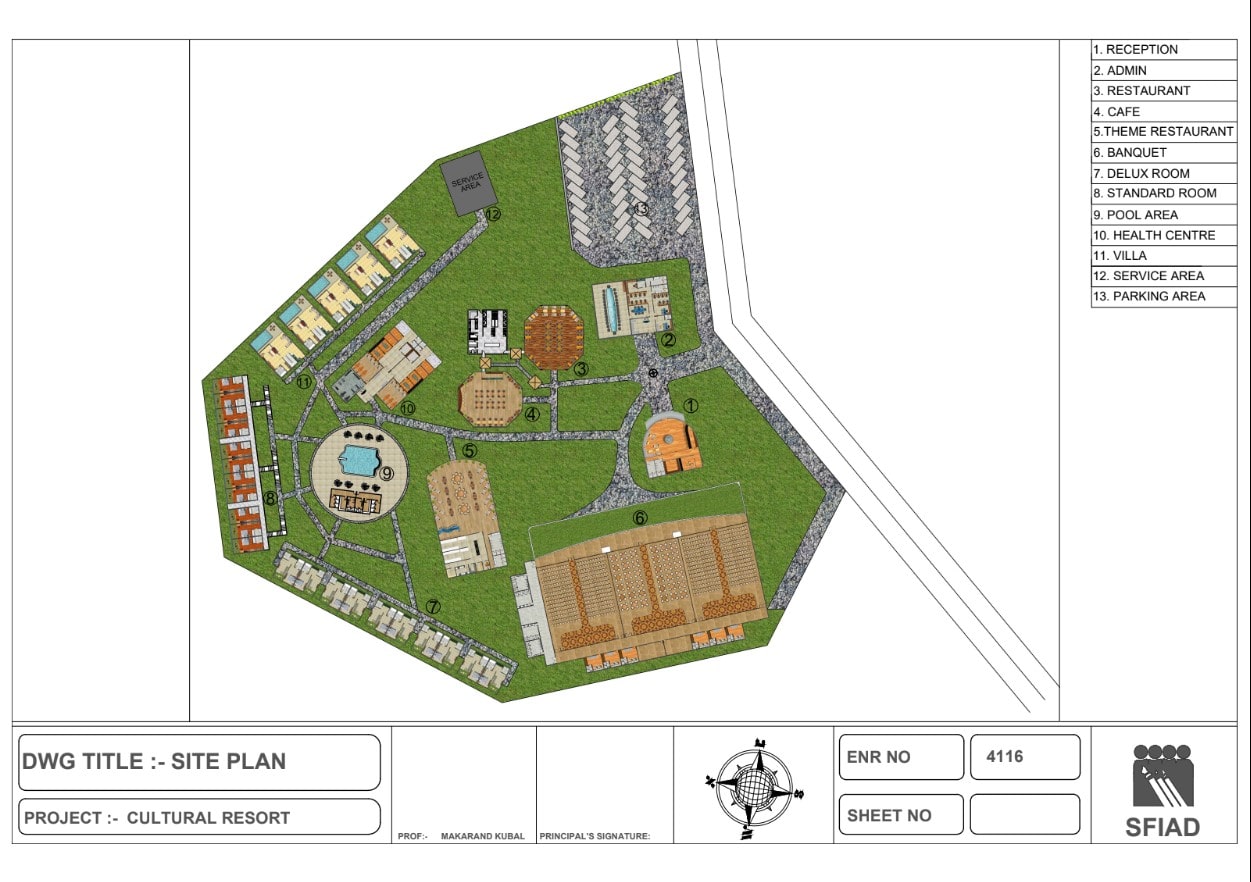 1. RECEPTION
2. ADMIN
3. RESTAURANT
4. CAFE
5.THEME RESTAURANT
6. BANQUET
7. DELUX ROOM
8. STANDARD ROOM
9. POOL AREA
10. HEALTH CENTRE
11. VILLA
12. SERVICE AREA
13. PARKING AREA
SERVICE
AREA
12
13
2
3
11
10
4
1
5
9
8
6
7
DWG TITLE :- SITE PLAN
PROJECT :- CULTURAL RESORT
PROF:- MAKARAND KUBAL
PRINCIPAL'S SIGNATURE:
ENR NO
4116
SHEET NO
SFIAD